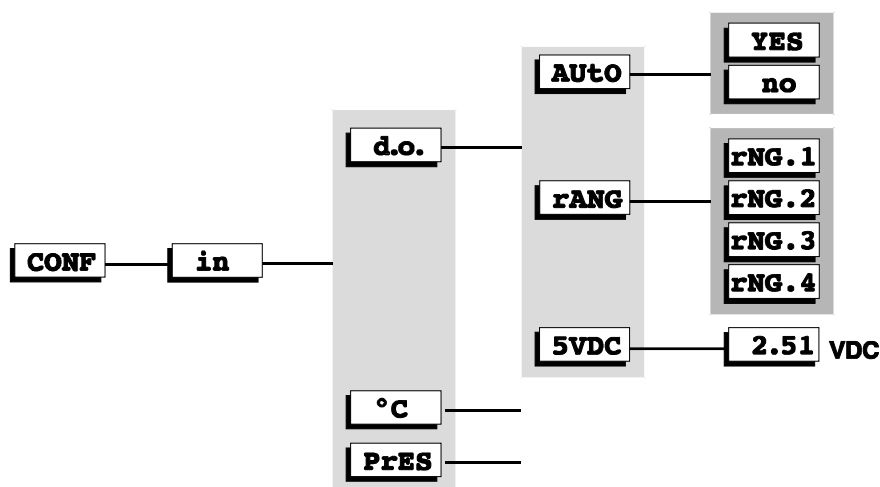 YES
AUtO
no
d.o.
rNG.1
rANG
rNG.2
CONF
in
rNG.3
rNG.4
5VDC
2.51 VDC
°C
PrES